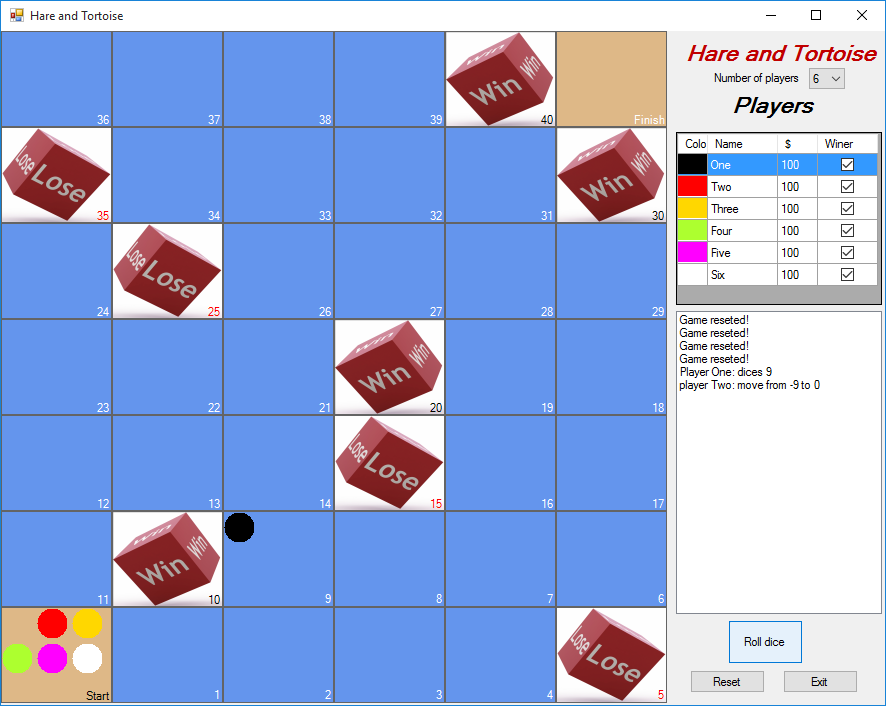 Hare and Tortoise
36 37 38 39 Win Win Win 40 Finish
Lose Lose 35 34 33 32 31 Win Win Win 30
24 Lose Lose 25 26 27 28 29
23 22 21 Win Win Win 20 19 18
12 13 14 Lose Lose 15 16 17
11 Win Win Win 10 9 8 7 6
Start 1 2 3 4 Lose Lose 5
Hare and Tortoise
Number of players 6
Players
Colo Name $ Winer
One 100
Two 100
Three 100
Four 100
Five 100
Six 100
Game reseted!
Game reseted!
Game reseted!
Game reseted!
Player One: dices 9
player Two: move from -9 to 0
Roll dice
Reset Exit